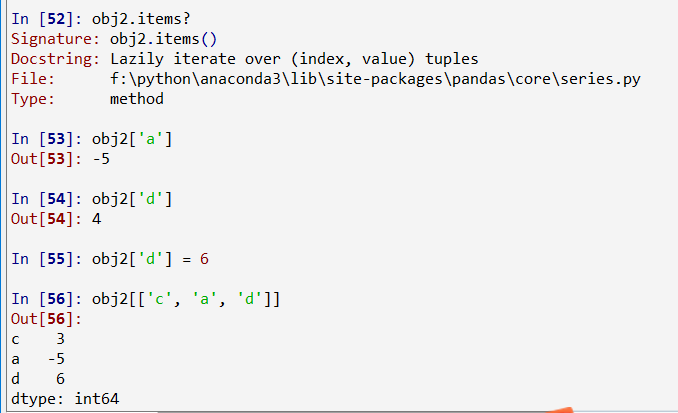 In [52]: obj2.items?
Signature: obj2.items()
Docstring: Lazily iterate over (index, value) tuples
File:      f:\python\anaconda3\lib\site-packages\pandas\core\series.py
Type:      method
In [53]: obj2['a']
Out[53]: -5
In [54]: obj2['d']
Out[54]: 4
In [55]: obj2['d'] = 6
In [56]: obj2[['c', 'a', 'd']]
Out[56]:
c    3
a   -5
d    6
dtype: int64